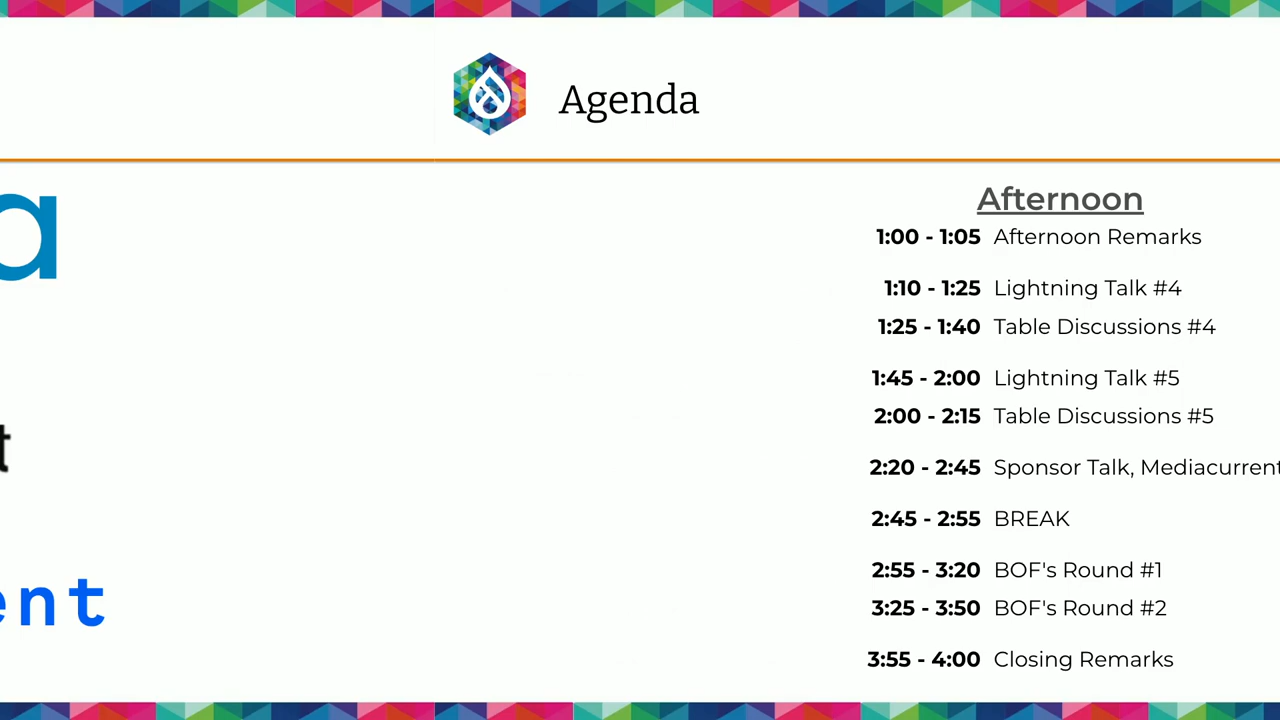 Agenda
Afternoon
1:00 - 1:05 Afternoon Remarks
1:10 - 1:25 Lightning Talk #4
1:25 - 1:40 Table Discussions #4
1:45 - 2:00 Lightning Talk #5
2:00 - 2:15 Table Discussions #5
2:20 - 2:45 Sponsor Talk, Mediacurrent
2:45 - 2:55 BREAK
2:55 - 3:20 BOF's Round #1
3:25 - 3:50 BOF's Round #2
3:55 - 4:00 Closing Remarks